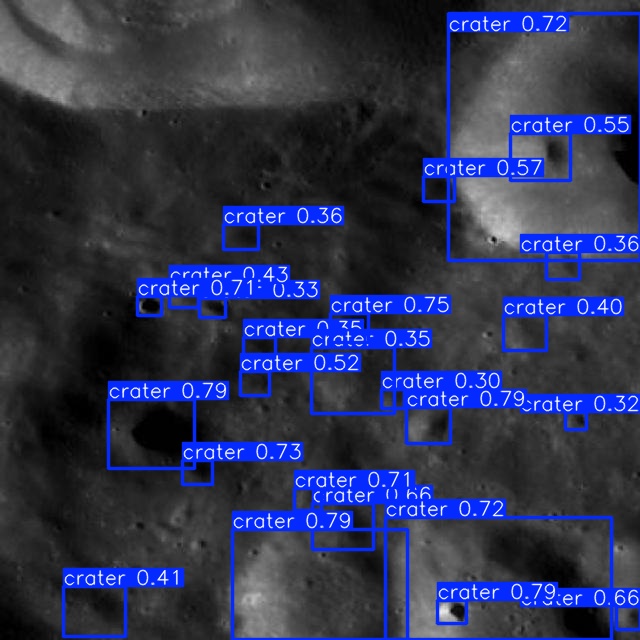 crater 0.72
crater 0.55
crater 0.57
crater 0.36
crater 0.36
crater 0.43
crater 0.71
0.33
crater 0.75
crater 0.40
crater 0.35
crater 0.35
crater 0.52
crater 0.30
crater 0.79
crater 0.79
crater 0.32
crater 0.73
crater 0.71
crater 0.66
crater 0.72
crater 0.79
crater 0.41
crater 0.79
crater 0.66